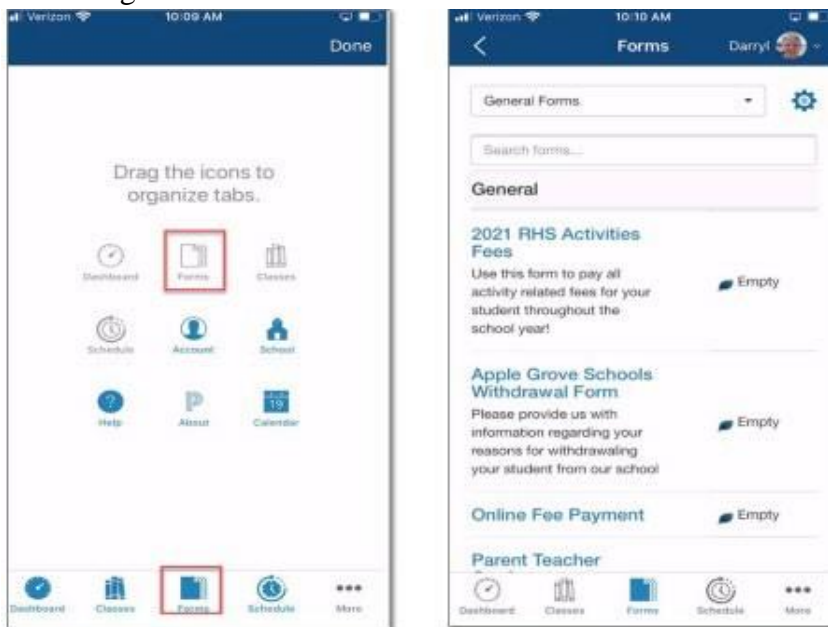 Verizon 10:09 AM
Done
Drag the icons to
organize tabs.
Dashboard Forms Classes
Schedule Account School
Help About Calendar
19
Dashboard Classes Forms Schedule More
Verizon 10:10 AM
Forms Darryl
General Forms
Search forms...
General
2021 RHS Activities
Fees
Use this form to pay all
activity related fees for your
student throughout the
school year!
Empty
Apple Grove Schools
Withdrawal Form
Please provide us with
information regarding your
reasons for withdrawaling
your student from our school
Empty
Online Fee Payment Empty
Parent Teacher
Dashboard Classes Forms Schedule More